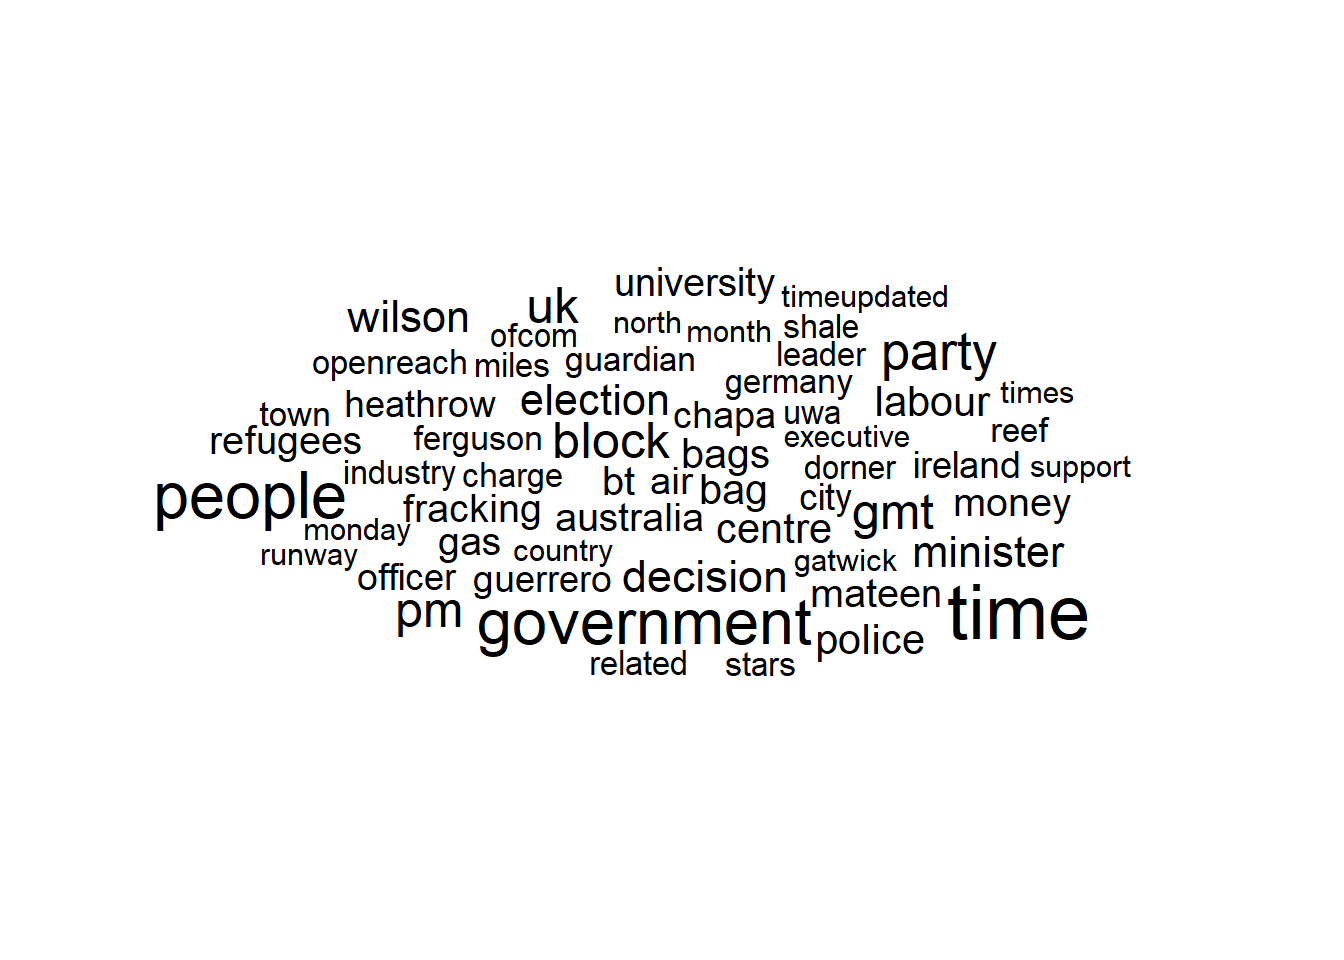 university
timeupdated
wilson
uk
ofcom
north
month
shale
openreach
miles
guardian
leader
party
germany
town
heathrow
election
chapa
uwa
labour
times
refugees
ferguson
block
bags
executive
reef
industry
charge
bt
air
bag
dorner
ireland
support
people
fracking
australia
centre
city
gmt
money
monday
runway
gas
country
gatwick
minister
officer
guerrero
decision
mateen
time
pm
government
police
related
stars